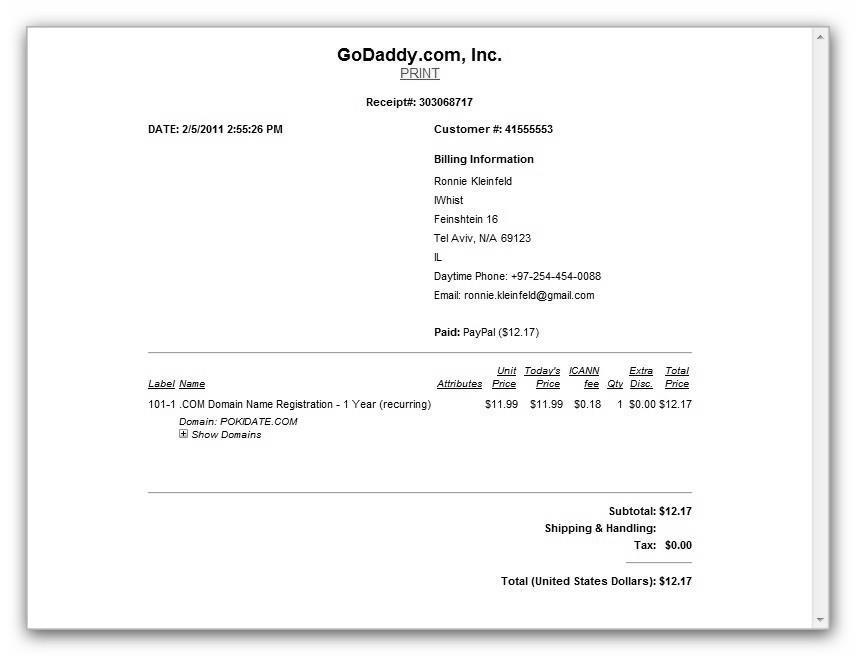 GoDaddy.com, Inc.
PRINT
Receipt#: 303068717
DATE: 2/5/2011 2:55:26 PM
Customer #: 41555553
Billing Information
Ronnie Kleinfeld
IWhist
Feinshtein 16
Tel Aviv, N/A 69123
IL
Daytime Phone: +97-254-454-0088
Email: ronnie.kleinfeld@gmail.com
Paid: PayPal ($12.17)
Label Name Attributes Unit Price Today's Price ICANN fee Qty Extra Disc. Total Price
101-1 .COM Domain Name Registration - 1 Year (recurring) $11.99 $11.99 $0.18 1 $0.00 $12.17
Domain: POKIDATE.COM
Show Domains
Subtotal: $12.17
Shipping & Handling:
Tax: $0.00
Total (United States Dollars): $12.17